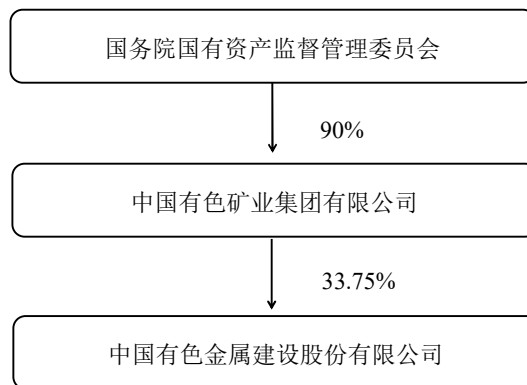 国务院国有资产监督管理委员会
90%
中国有色矿业集团有限公司
33.75%
中国有色金属建设股份有限公司